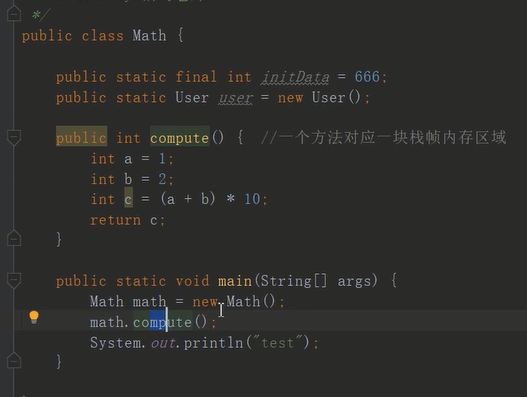 */
public class Math {
public static final int initData = 666;
public static User user = new User();
public int compute() {  //一个方法对应一块栈帧内存区域
int a = 1;
int b = 2;
int c = (a + b) * 10;
return c;
}
public static void main(String[] args) {
Math math = new Math();
math.compute();
System.out.println("test");
}